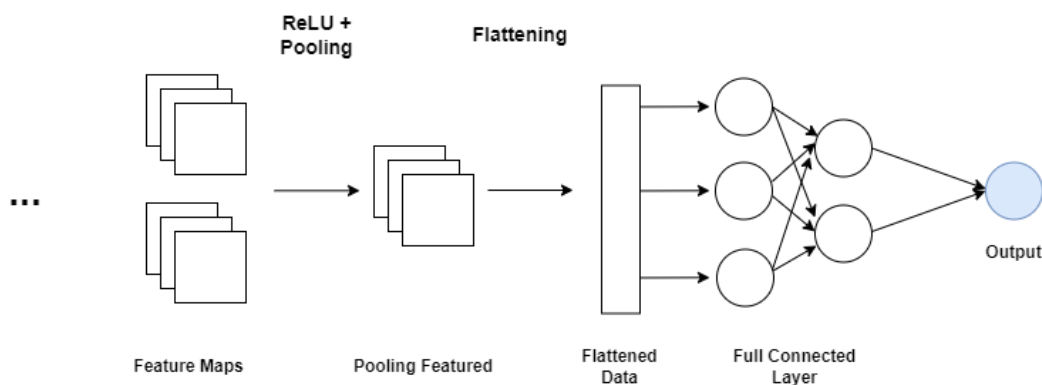 ReLU +
Pooling
Flattening
...
Output
Feature Maps
Pooling Featured
Flattened
Data
Full Connected
Layer